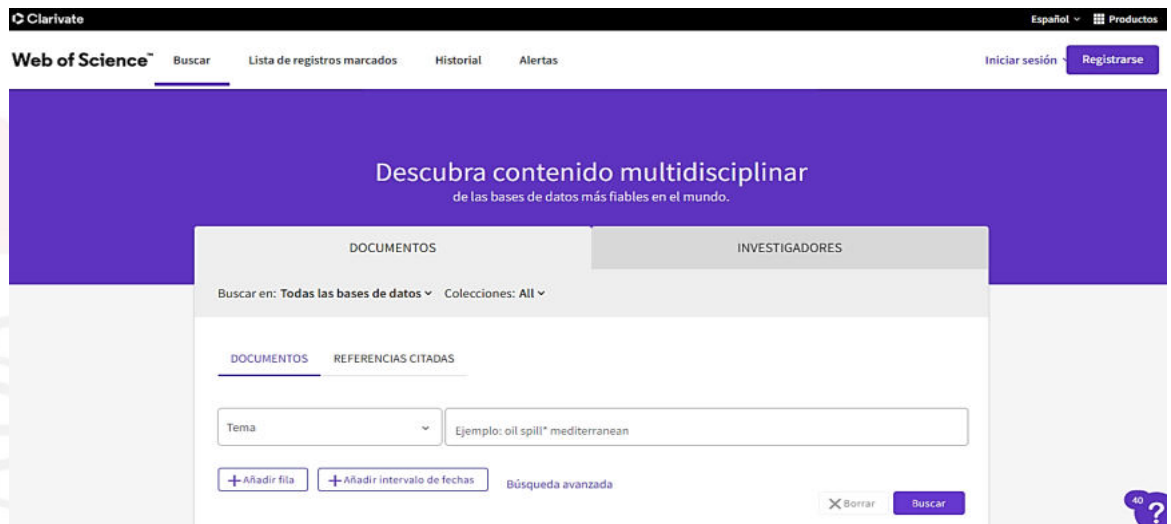 Clarivate
Español Productos
Web of Science™ Buscar Lista de registros marcados Historial Alertas Iniciar sesión Registrarse
Descubra contenido multidisciplinar
de las bases de datos más fiables en el mundo.
DOCUMENTOS INVESTIGADORES
Buscar en: Todas las bases de datos Colecciones: All
DOCUMENTOS REFERENCIAS CITADAS
Tema Ejemplo: oil spill* mediterranean
+Añadir fila +Añadir intervalo de fechas Búsqueda avanzada
Borrar Buscar
40 ?